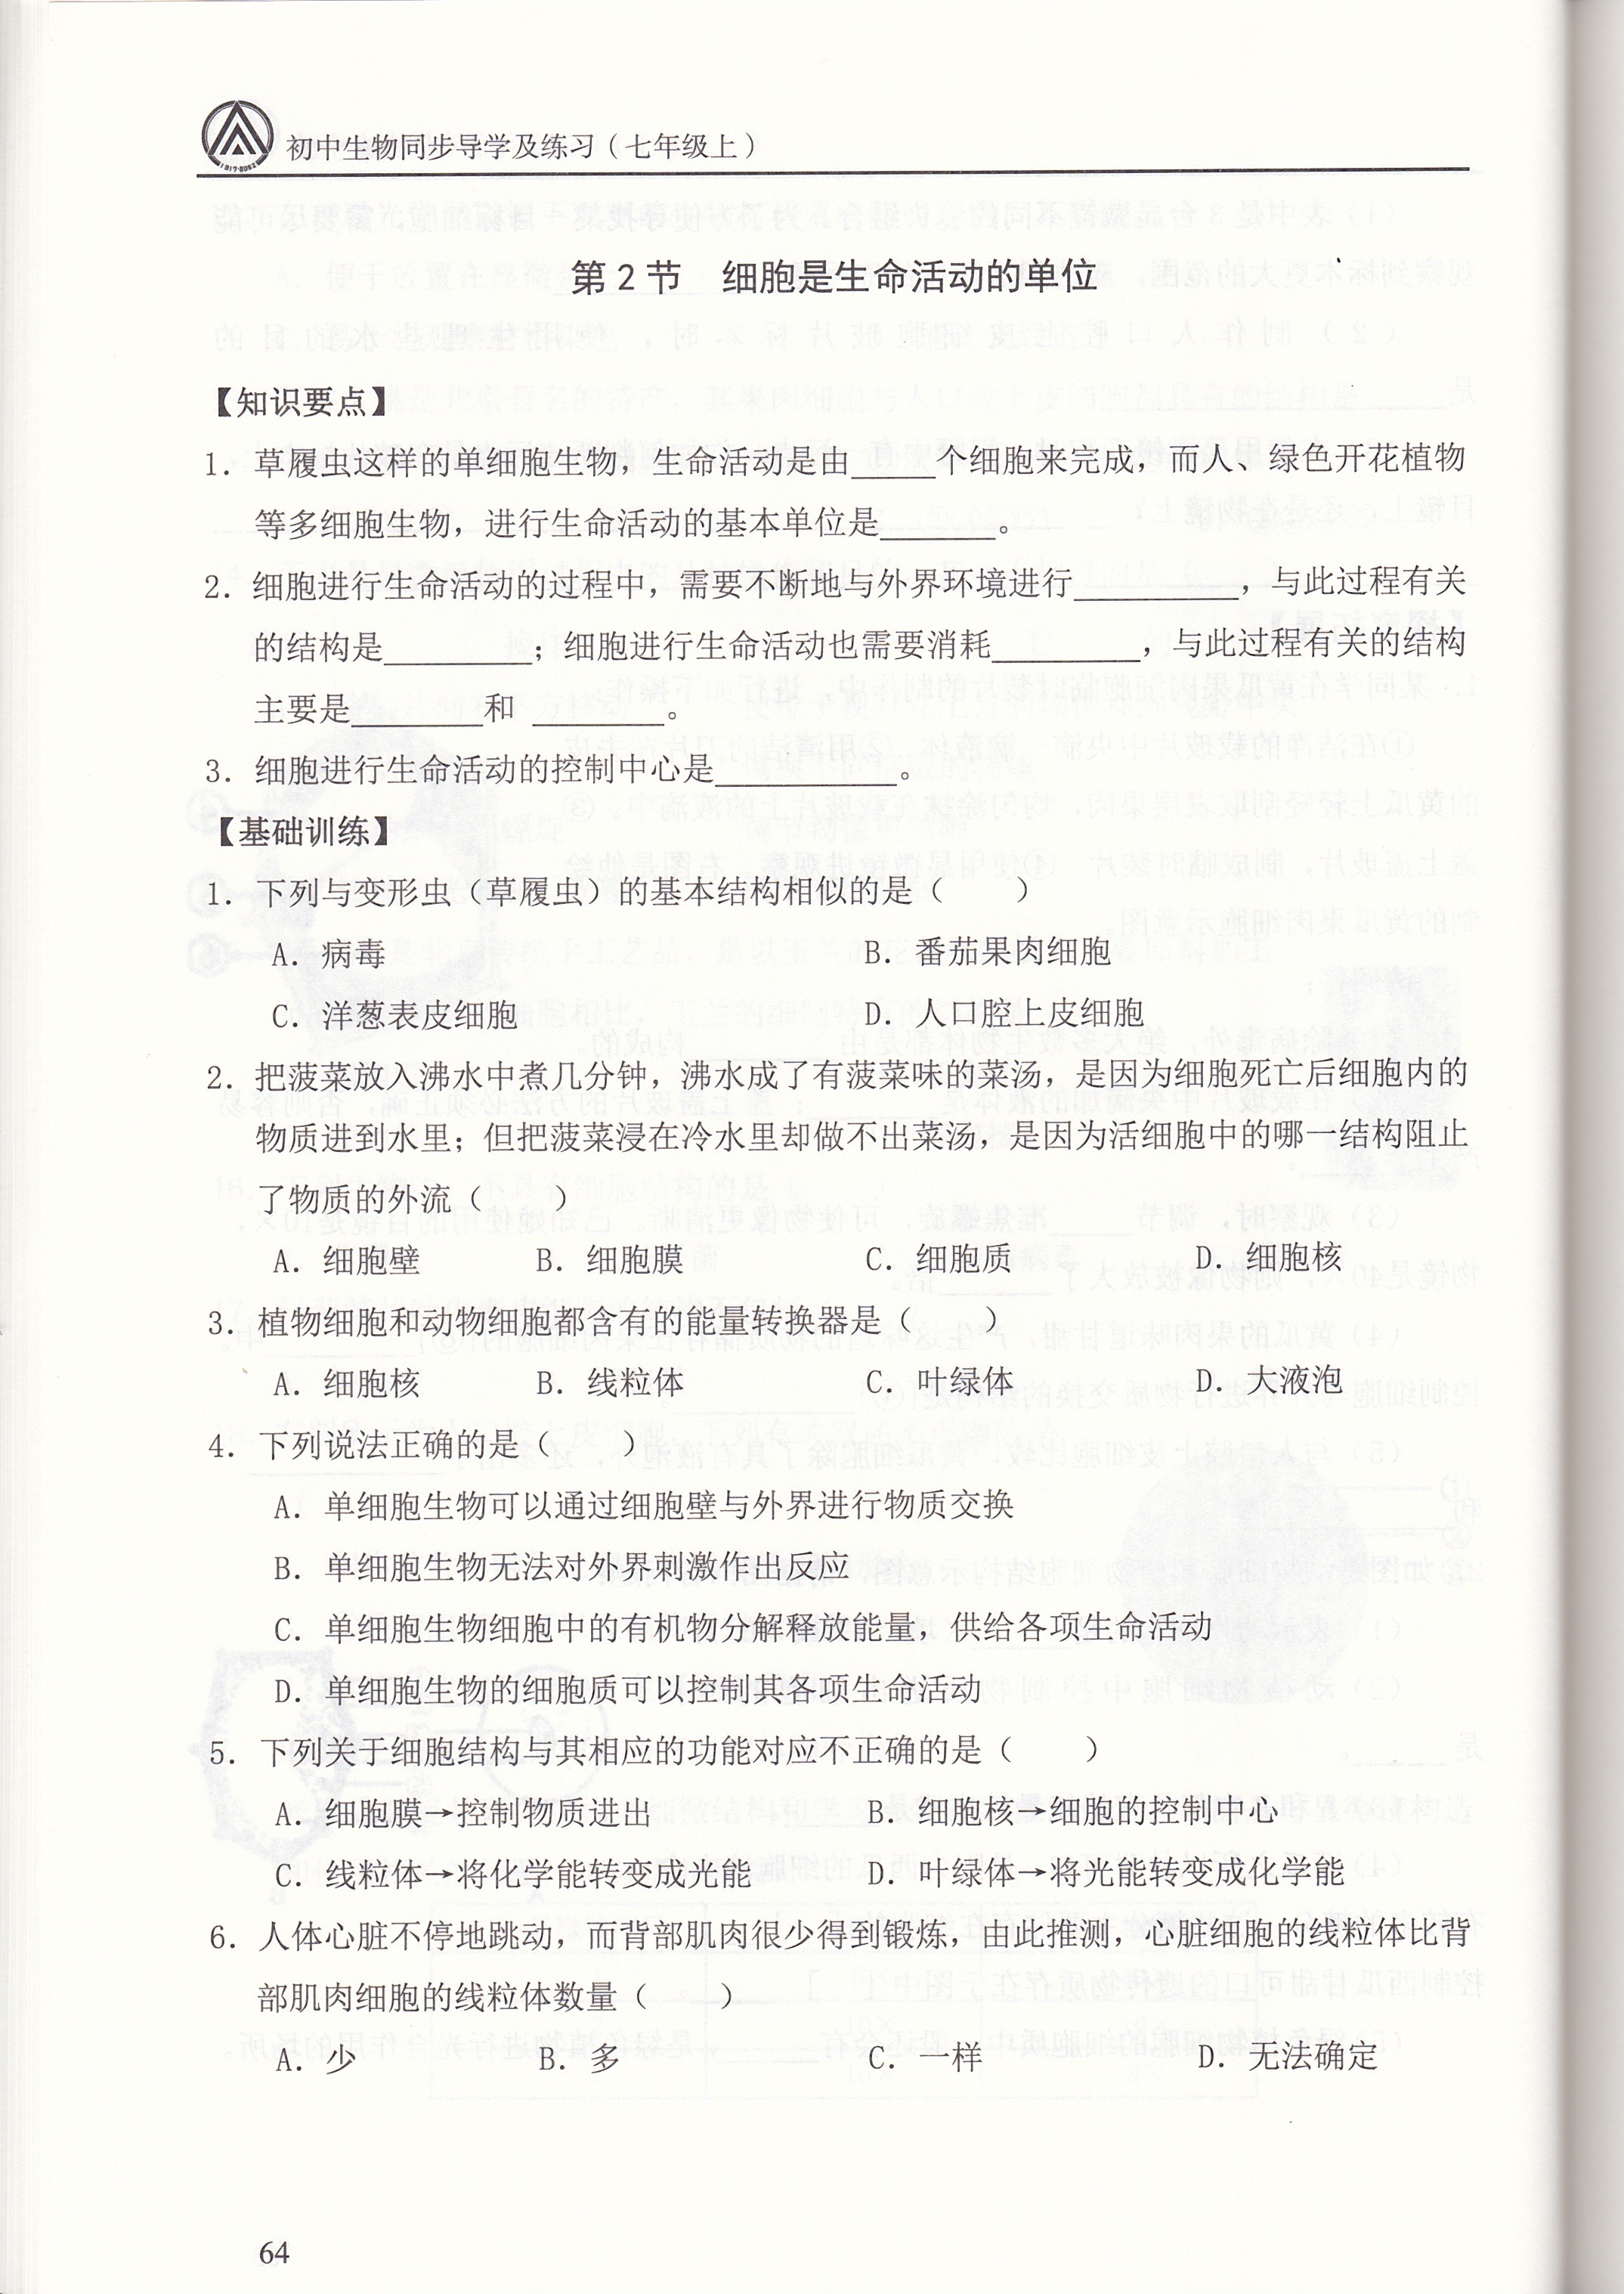 初中生物同步导学及练习(七年级上)
第2节 细胞是生命活动的单位
【知识要点】
1. 草履虫这样的单细胞生物，生命活动是由_____个细胞来完成，而人、绿色开花植物
等多细胞生物，进行生命活动的基本单位是_______。
2. 细胞进行生命活动的过程中，需要不断地与外界环境进行__________，与此过程有关
的结构是_________；细胞进行生命活动也需要消耗_________，与此过程有关的结构
主要是________和 ________。
3. 细胞进行生命活动的控制中心是___________。
【基础训练】
1. 下列与变形虫（草履虫）的基本结构相似的是（  ）
A. 病毒 B. 番茄果肉细胞
C. 洋葱表皮细胞 D. 人口腔上皮细胞
2. 把菠菜放入沸水中煮几分钟，沸水成了有菠菜味的菜汤，是因为细胞死亡后细胞内的
物质进到水里；但把菠菜浸在冷水里却做不出菜汤，是因为活细胞中的哪一结构阻止
了物质的外流（  ）
A. 细胞壁 B. 细胞膜 C. 细胞质 D. 细胞核
3. 植物细胞和动物细胞都含有的能量转换器是（  ）
A. 细胞核 B. 线粒体 C. 叶绿体 D. 大液泡
4. 下列说法正确的是（  ）
A. 单细胞生物可以通过细胞壁与外界进行物质交换
B. 单细胞生物无法对外界刺激作出反应
C. 单细胞生物细胞中的有机物分解释放能量，供给各项生命活动
D. 单细胞生物的细胞质可以控制其各项生命活动
5. 下列关于细胞结构与其相应的功能对应不正确的是（  ）
A. 细胞膜→控制物质进出 B. 细胞核→细胞的控制中心
C. 线粒体→将化学能转变成光能 D. 叶绿体→将光能转变成化学能
6. 人体心脏不停地跳动，而背部肌肉很少得到锻炼，由此推测，心脏细胞的线粒体比背
部肌肉细胞的线粒体数量（  ）
A. 少 B. 多 C. 一样 D. 无法确定
64